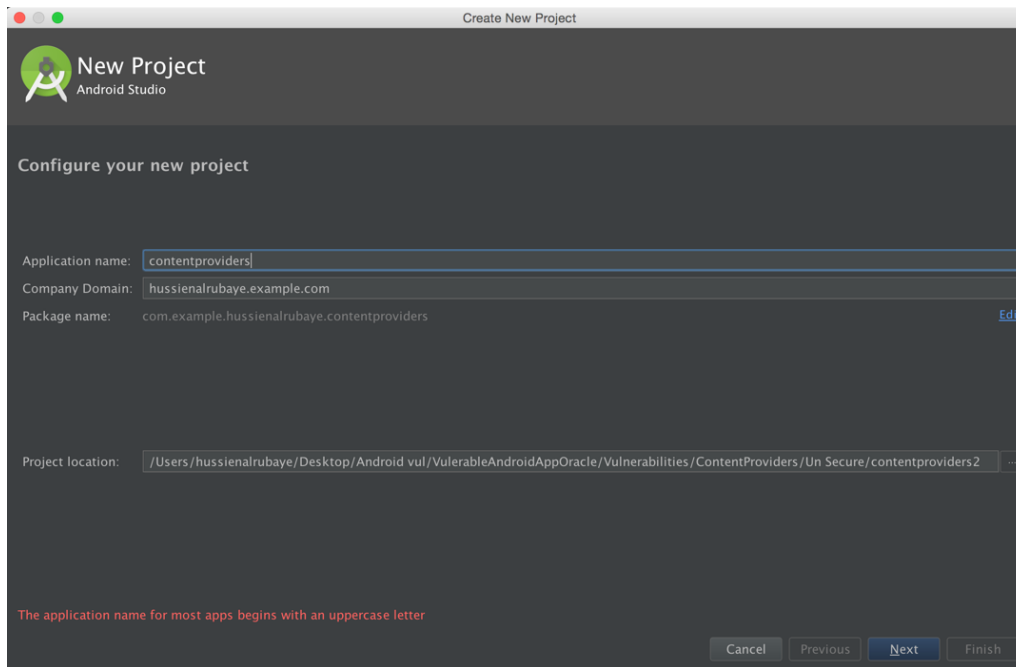 Create New Project
New Project
Android Studio
Configure your new project
Application name: contentproviders
Company Domain: hussienalrubaye.example.com
Package name: com.example.hussienalrubaye.contentproviders Edi
Project location: /Users/hussienalrubaye/Desktop/Android vul/VulerableAndroidAppOracle/Vulnerabilities/ContentProviders/Un Secure/contentproviders2 ...
The application name for most apps begins with an uppercase letter
Cancel Previous Next Finish